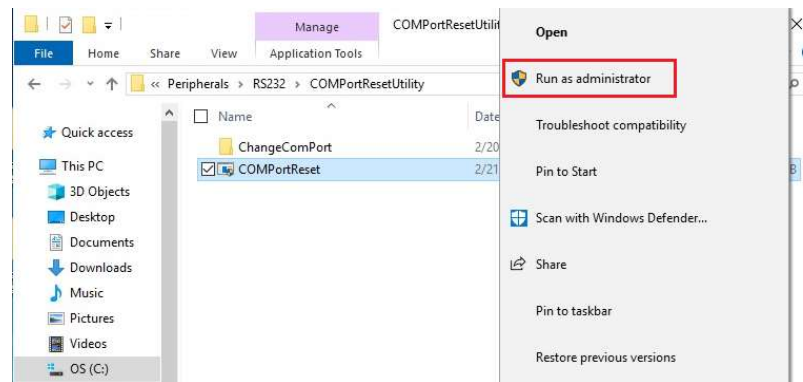 Manage
COMPortResetUtilit
File Home Share View Application Tools
« Peripherals › RS232 › COMPortResetUtility
Name Date
Quick access
ChangeComPort 2/20
This PC
COMPortReset 2/21 B
3D Objects
Desktop
Documents
Downloads
Music
Pictures
Videos
OS (C:)
Open
Run as administrator
Troubleshoot compatibility
Pin to Start
Scan with Windows Defender...
Share
Pin to taskbar
Restore previous versions